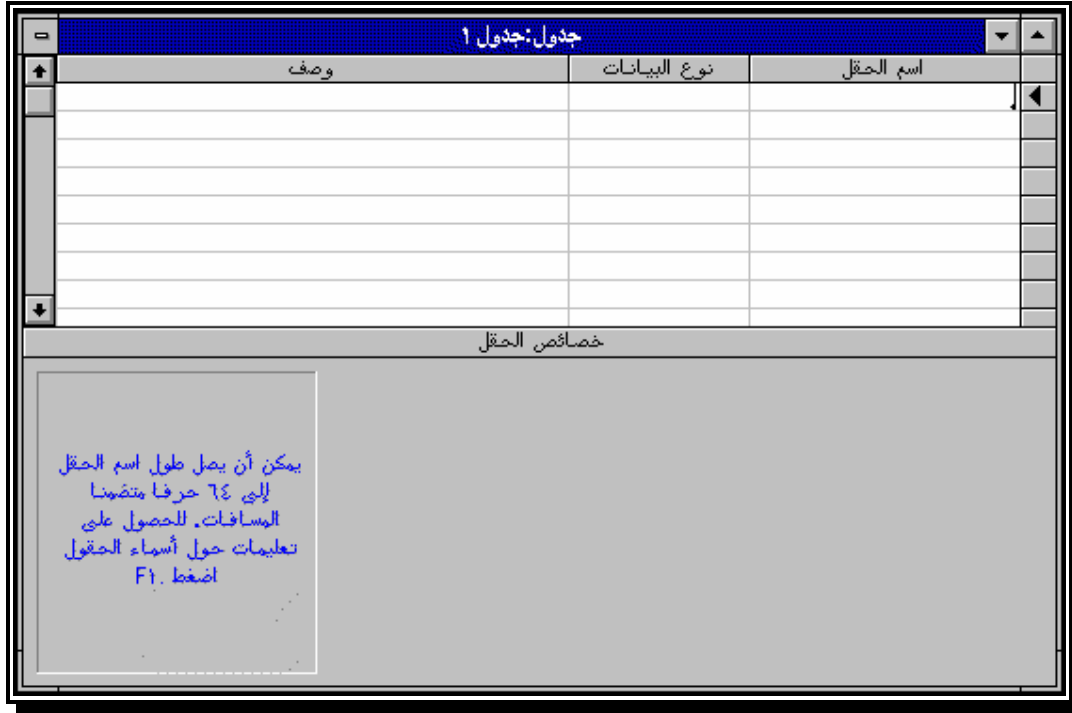 جدول:جدول ١
اسم الحقل نوع البيانات وصف
خصائص الحقل
يمكن أن يصل طول اسم الحقل
إلى ٦٤ حرفا متضمنا
المسافات. للحصول على
تعليمات حول أسماء الحقول
اضغط F١.